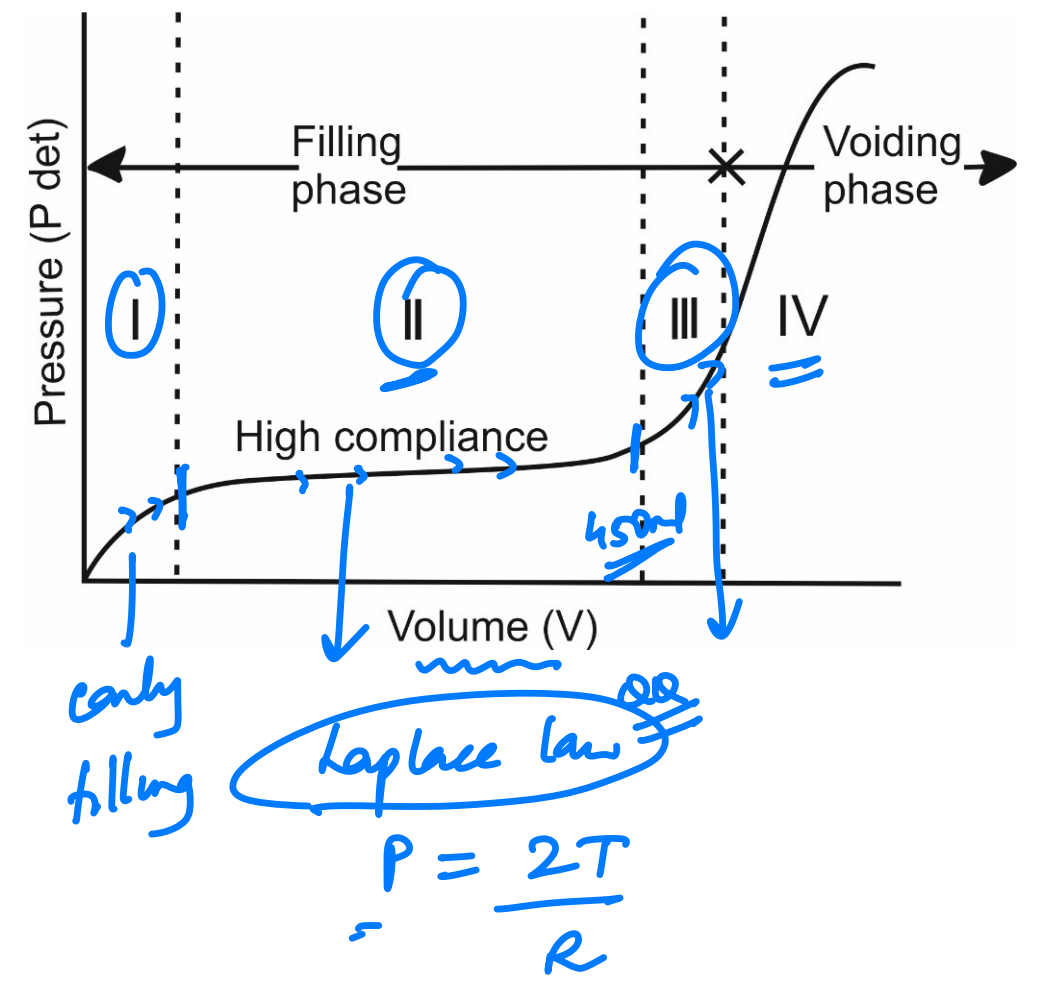 Filling
phase
Voiding
phase
Pressure (P det)
I
II
III
IV
High compliance
450ml
Volume (V)
early
filling
Laplace law
P = 2T
R